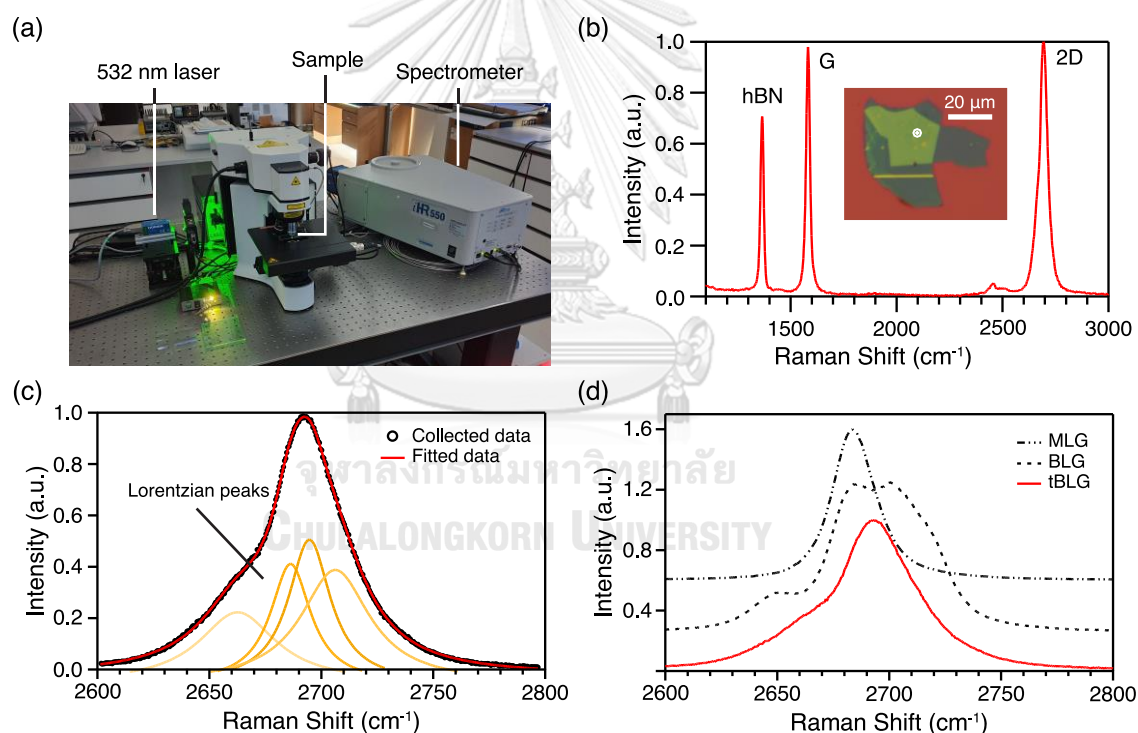 (a)
532 nm laser
Sample
Spectrometer
iHR550
(b)
1.0
0.8
0.6
0.4
0.2
0.0
Intensity (a.u.)
hBN
G
2D
20 µm
1500
2000
2500
3000
Raman Shift (cm⁻¹)
(c)
1.0
0.8
0.6
0.4
0.2
0.0
Intensity (a.u.)
Collected data
Fitted data
Lorentzian peaks
2600
2650
2700
2750
2800
Raman Shift (cm⁻¹)
(d)
1.6
1.2
0.8
0.4
Intensity (a.u.)
MLG
BLG
tBLG
2600
2650
2700
2750
2800
Raman Shift (cm⁻¹)
จุฬาลงกรณ์มหาวิทยาลัย
CHULALONGKORN UNIVERSITY